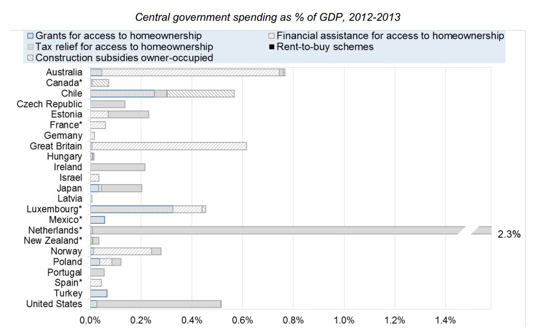 Central government spending as % of GDP, 2012-2013
Grants for access to homeownership
Financial assistance for access to homeownership
Tax relief for access to homeownership
Rent-to-buy schemes
Construction subsidies owner-occupied
Australia
Canada*
Chile
Czech Republic
Estonia
France*
Germany
Great Britain
Hungary
Ireland
Israel
Japan
Latvia
Luxembourg*
Mexico*
Netherlands*
2.3%
New Zealand*
Norway
Poland
Portugal
Spain*
Turkey
United States
0.0% 0.2% 0.4% 0.6% 0.8% 1.0% 1.2% 1.4%